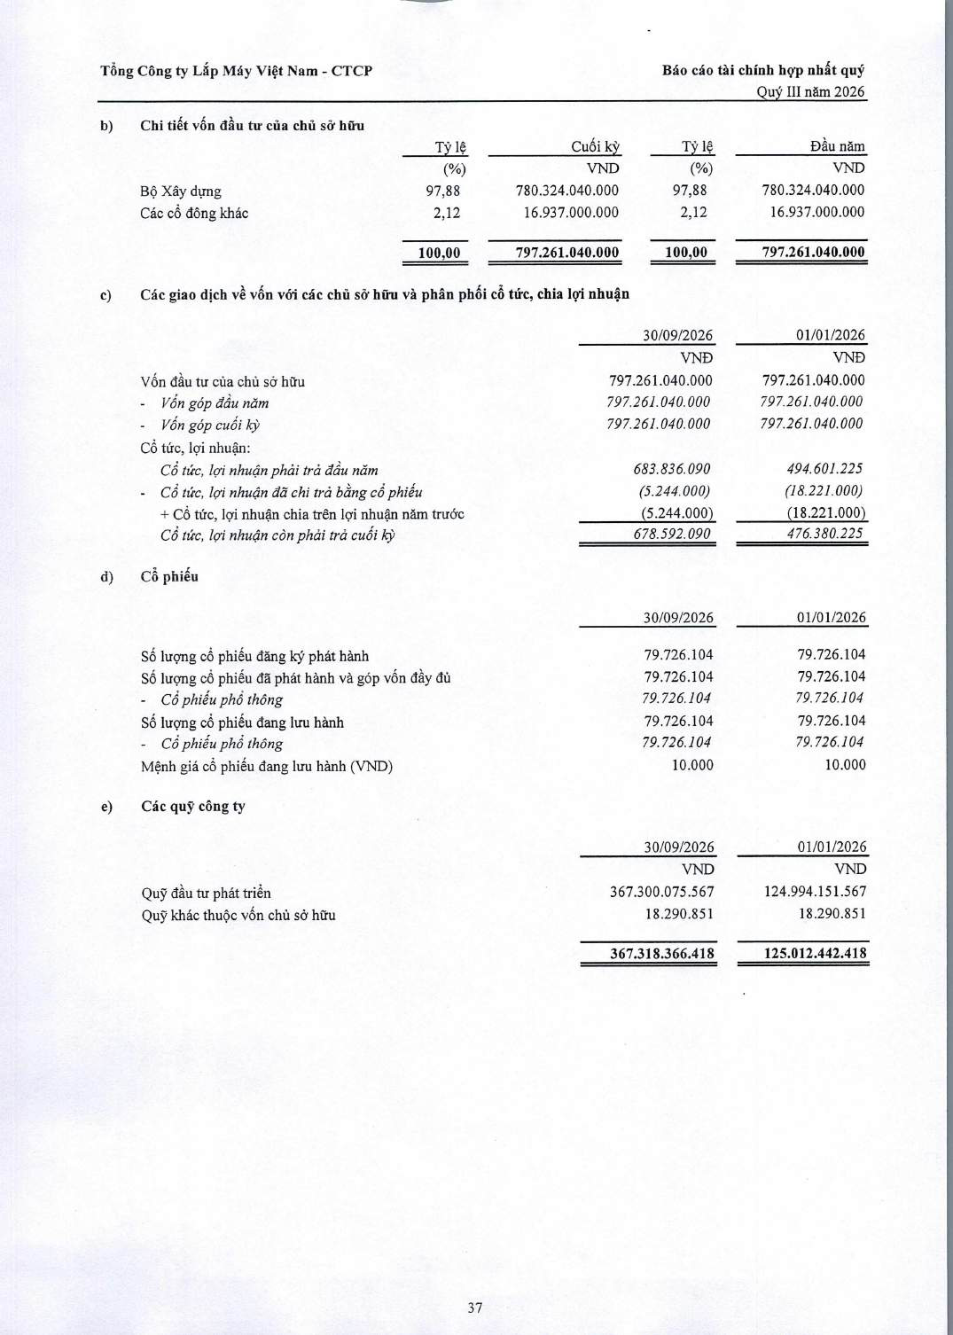 Tổng Công ty Lắp Máy Việt Nam - CTCP Báo cáo tài chính hợp nhất quý
Quý III năm 2026
b) Chi tiết vốn đầu tư của chủ sở hữu
Tỷ lệ Cuối kỳ Tỷ lệ Đầu năm
(%) VND (%) VND
Bộ Xây dựng 97,88 780.324.040.000 97,88 780.324.040.000
Các cổ đông khác 2,12 16.937.000.000 2,12 16.937.000.000
100,00 797.261.040.000 100,00 797.261.040.000
c) Các giao dịch về vốn với các chủ sở hữu và phân phối cổ tức, chia lợi nhuận
30/09/2026 01/01/2026
VNĐ VNĐ
Vốn đầu tư của chủ sở hữu 797.261.040.000 797.261.040.000
- Vốn góp đầu năm 797.261.040.000 797.261.040.000
- Vốn góp cuối kỳ 797.261.040.000 797.261.040.000
Cổ tức, lợi nhuận:
Cổ tức, lợi nhuận phải trả đầu năm 683.836.090 494.601.225
- Cổ tức, lợi nhuận đã chi trả bằng cổ phiếu (5.244.000) (18.221.000)
+ Cổ tức, lợi nhuận chia trên lợi nhuận năm trước (5.244.000) (18.221.000)
Cổ tức, lợi nhuận còn phải trả cuối kỳ 678.592.090 476.380.225
d) Cổ phiếu
30/09/2026 01/01/2026
Số lượng cổ phiếu đăng ký phát hành 79.726.104 79.726.104
Số lượng cổ phiếu đã phát hành và góp vốn đầy đủ 79.726.104 79.726.104
- Cổ phiếu phổ thông 79.726.104 79.726.104
Số lượng cổ phiếu đang lưu hành 79.726.104 79.726.104
- Cổ phiếu phổ thông 79.726.104 79.726.104
Mệnh giá cổ phiếu đang lưu hành (VND) 10.000 10.000
e) Các quỹ công ty
30/09/2026 01/01/2026
VND VND
Quỹ đầu tư phát triển 367.300.075.567 124.994.151.567
Quỹ khác thuộc vốn chủ sở hữu 18.290.851 18.290.851
367.318.366.418 125.012.442.418
37